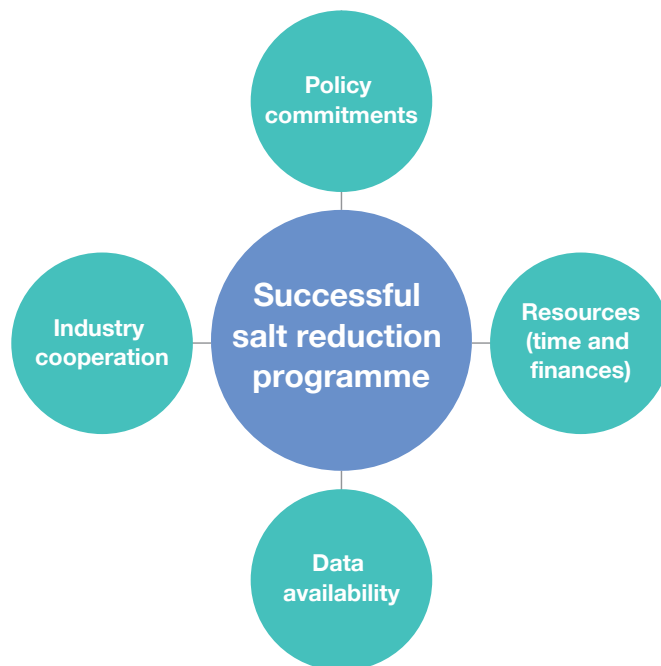 Policy
commitments
Successful
salt reduction
programme
Industry
cooperation
Resources
(time and
finances)
Data
availability